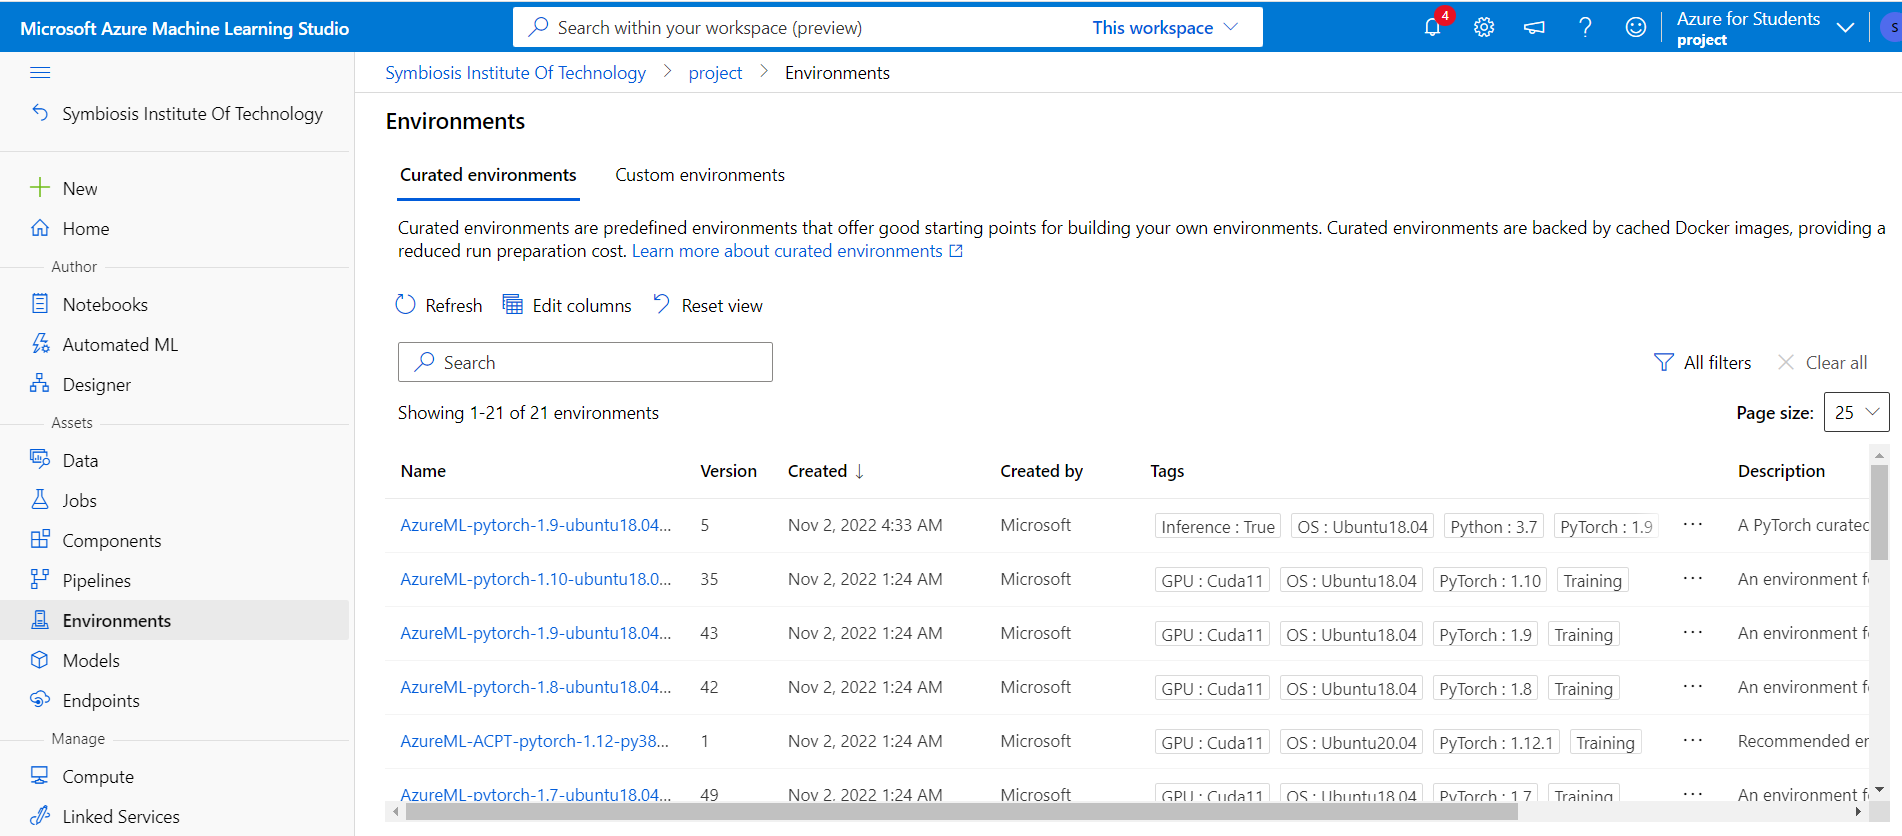 Microsoft Azure Machine Learning Studio
Search within your workspace (preview) This workspace
4
Azure for Students
project
S
Symbiosis Institute Of Technology
New
Home
Author
Notebooks
Automated ML
Designer
Assets
Data
Jobs
Components
Pipelines
Environments
Models
Endpoints
Manage
Compute
Linked Services
Symbiosis Institute Of Technology > project > Environments
Environments
Curated environments Custom environments
Curated environments are predefined environments that offer good starting points for building your own environments. Curated environments are backed by cached Docker images, providing a
reduced run preparation cost. Learn more about curated environments
Refresh Edit columns Reset view
Search
All filters Clear all
Showing 1-21 of 21 environments
Page size: 25
Name Version Created ↓ Created by Tags Description
AzureML-pytorch-1.9-ubuntu18.04... 5 Nov 2, 2022 4:33 AM Microsoft Inference : True OS : Ubuntu18.04 Python : 3.7 PyTorch : 1.9 ... A PyTorch curated
AzureML-pytorch-1.10-ubuntu18.0... 35 Nov 2, 2022 1:24 AM Microsoft GPU : Cuda11 OS : Ubuntu18.04 PyTorch : 1.10 Training ... An environment f
AzureML-pytorch-1.9-ubuntu18.04... 43 Nov 2, 2022 1:24 AM Microsoft GPU : Cuda11 OS : Ubuntu18.04 PyTorch : 1.9 Training ... An environment f
AzureML-pytorch-1.8-ubuntu18.04... 42 Nov 2, 2022 1:24 AM Microsoft GPU : Cuda11 OS : Ubuntu18.04 PyTorch : 1.8 Training ... An environment f
AzureML-ACPT-pytorch-1.12-py38... 1 Nov 2, 2022 1:24 AM Microsoft GPU : Cuda11 OS : Ubuntu20.04 PyTorch : 1.12.1 Training ... Recommended er
AzureML-pytorch-1.7-ubuntu18.04... 49 Nov 2, 2022 1:24 AM Microsoft GPU : Cuda11 OS : Ubuntu18.04 PyTorch : 1.7 Training ... An environment f